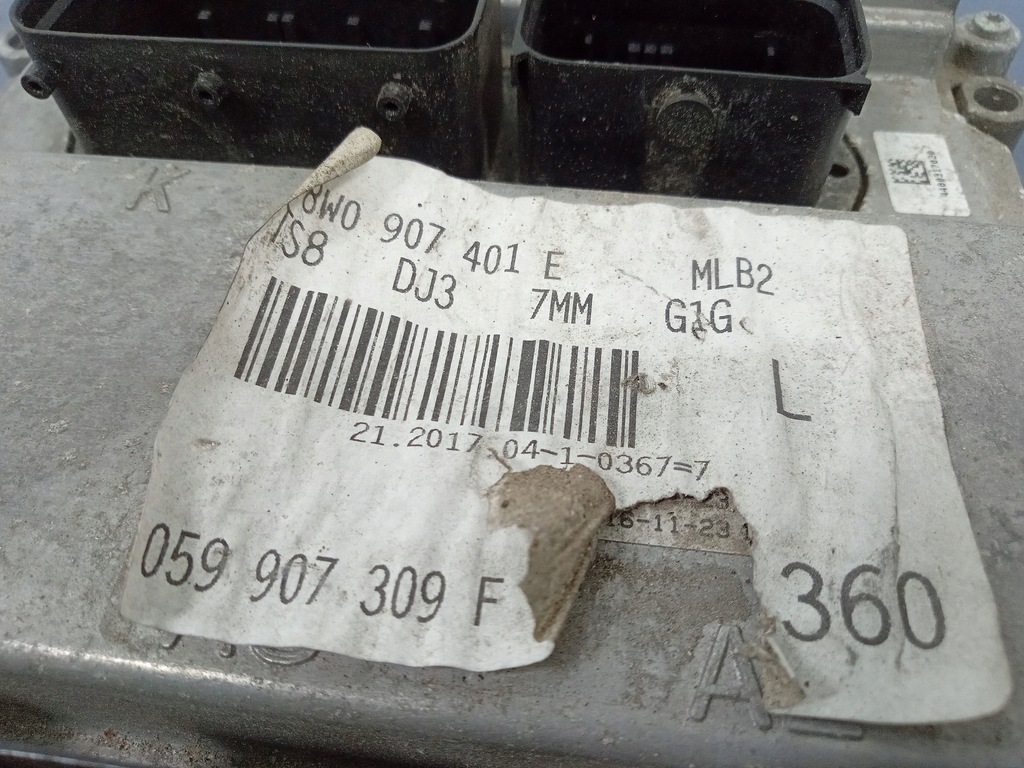 K
8W0 907 401 E MLB2
TS8 DJ3 7MM G1G
L
21.2017 04-1-0367=7
16-11-23 1
059 907 309 F
360